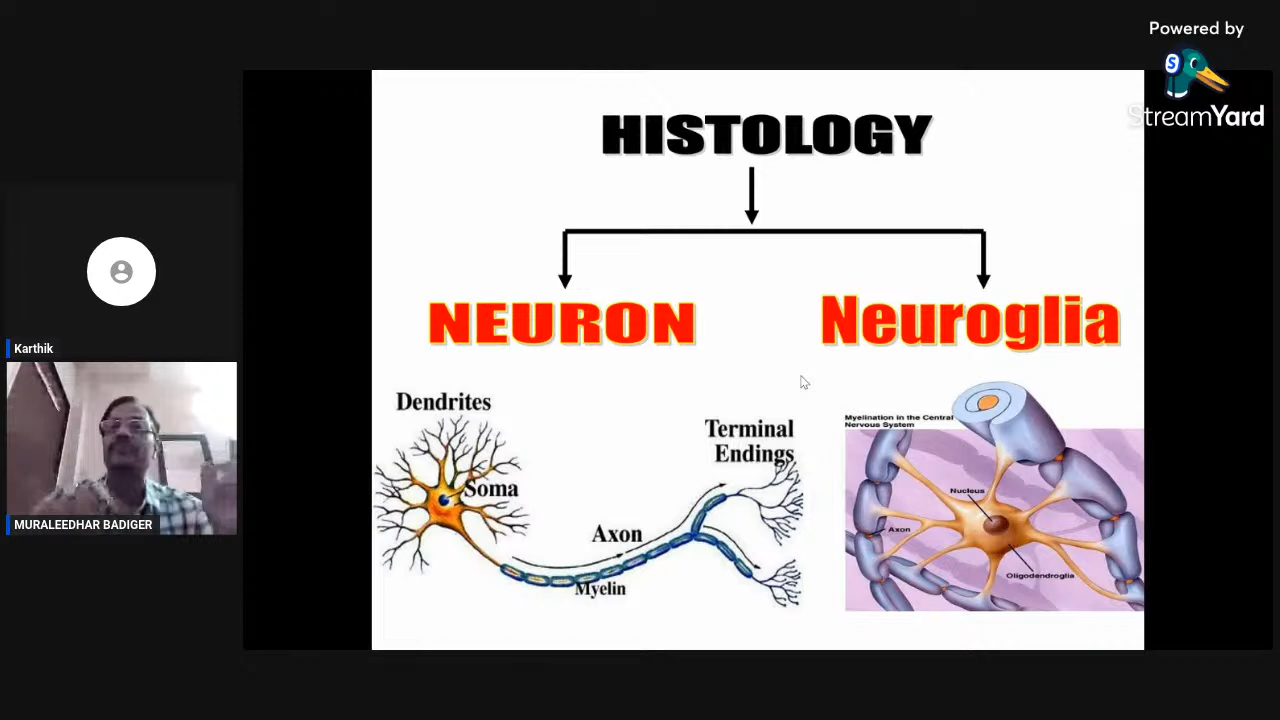 Powered by
S
StreamYard
HISTOLOGY
NEURON
Neuroglia
Dendrites
Soma
Axon
Myelin
Terminal
Endings
Myelination in the Central
Nervous System
Nucleus
Axon
Oligodendroglia
Karthik
MURALEEDHAR BADIGER